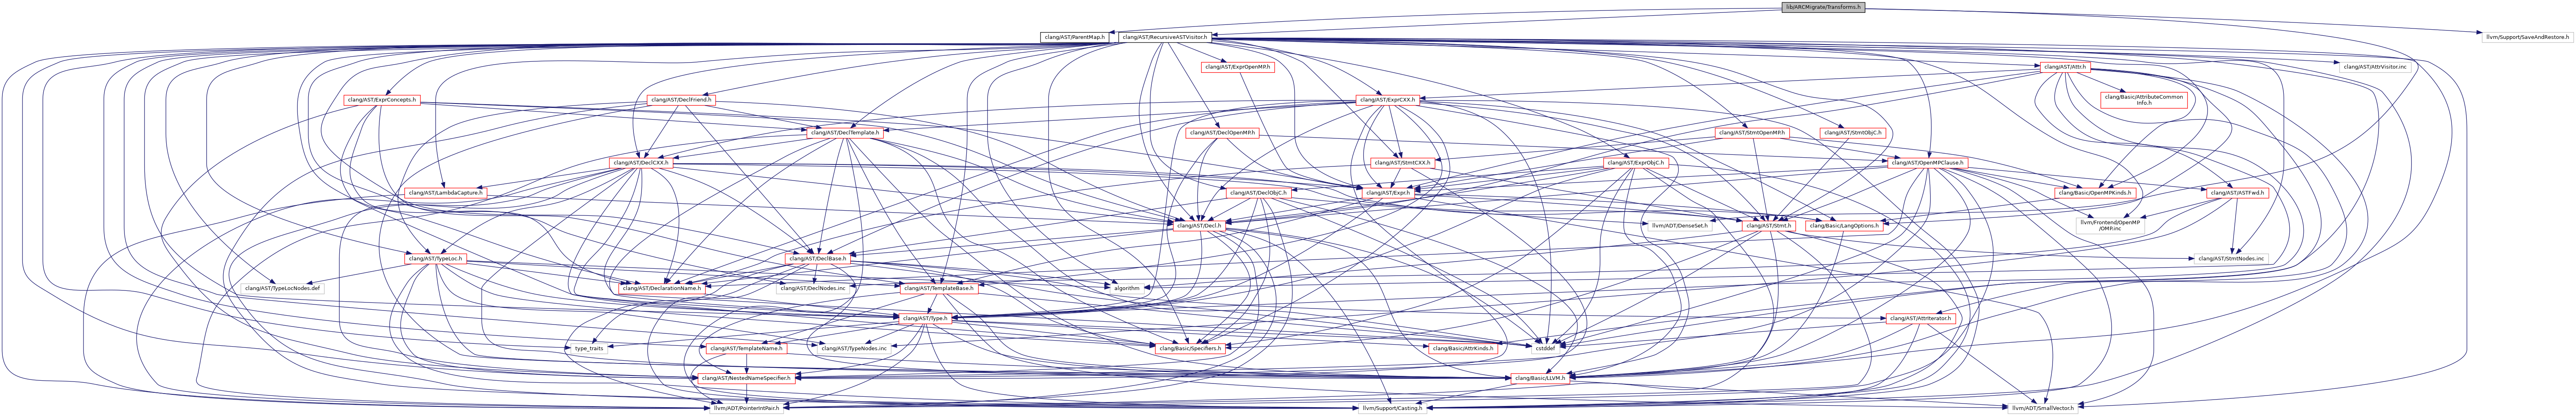 lib/ARCMigrate/Transforms.h
clang/AST/ParentMap.h
clang/AST/RecursiveASTVisitor.h
llvm/Support/SaveAndRestore.h
clang/AST/ExprOpenMP.h
clang/AST/Attr.h
clang/AST/AttrVisitor.inc
clang/AST/ExprConcepts.h
clang/AST/DeclFriend.h
clang/AST/ExprCXX.h
clang/Basic/AttributeCommon
Info.h
clang/AST/DeclTemplate.h
clang/AST/DeclOpenMP.h
clang/AST/StmtOpenMP.h
clang/AST/StmtObjC.h
clang/AST/DeclCXX.h
clang/AST/StmtCXX.h
clang/AST/ExprObjC.h
clang/AST/OpenMPClause.h
clang/AST/LambdaCapture.h
clang/AST/DeclObjC.h
clang/AST/Expr.h
clang/Basic/OpenMPKinds.h
clang/AST/ASTFwd.h
clang/AST/Decl.h
llvm/ADT/DenseSet.h
clang/AST/Stmt.h
clang/Basic/LangOptions.h
llvm/Frontend/OpenMP
/OMP.inc
clang/AST/TypeLoc.h
clang/AST/DeclBase.h
clang/AST/StmtNodes.inc
clang/AST/TypeLocNodes.def
clang/AST/DeclarationName.h
clang/AST/DeclNodes.inc
clang/AST/TemplateBase.h
algorithm
clang/AST/Type.h
clang/AST/AttrIterator.h
type_traits
clang/AST/TemplateName.h
clang/AST/TypeNodes.inc
clang/Basic/Specifiers.h
clang/Basic/AttrKinds.h
cstddef
clang/AST/NestedNameSpecifier.h
clang/Basic/LLVM.h
llvm/ADT/PointerIntPair.h
llvm/Support/Casting.h
llvm/ADT/SmallVector.h